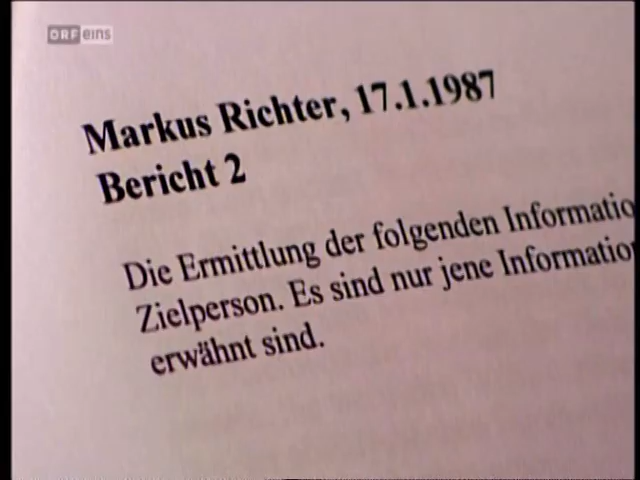 ORF eins
Markus Richter, 17.1.1987
Bericht 2
Die Ermittlung der folgenden Informatio
Zielperson. Es sind nur jene Informatio
erwähnt sind.